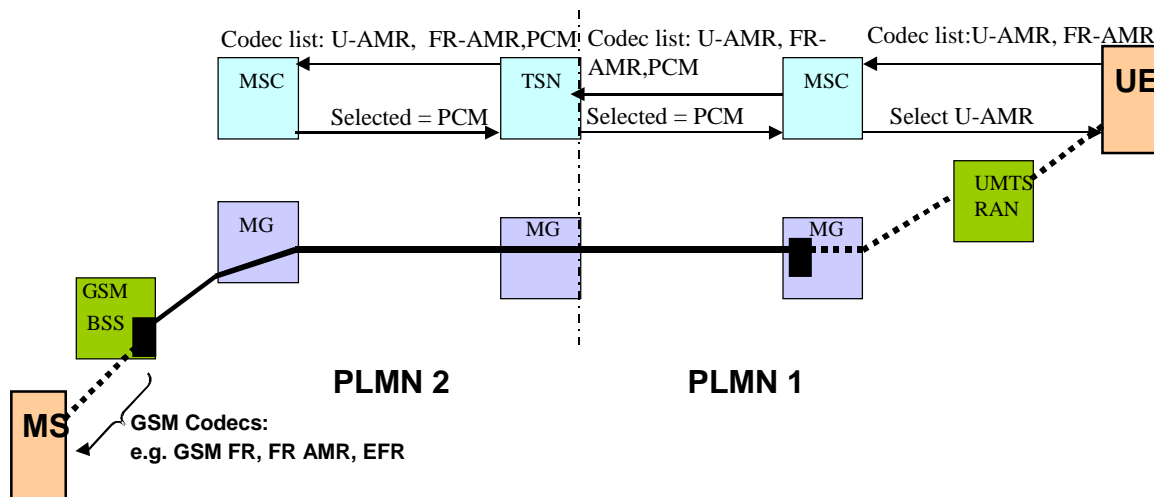 Codec list: U-AMR, FR-AMR,PCM
Codec list: U-AMR, FR-
AMR,PCM
Codec list:U-AMR, FR-AMR
MSC
TSN
MSC
UE
Selected = PCM
Selected = PCM
Select U-AMR
UMTS
RAN
MG
MG
MG
GSM
BSS
PLMN 2
PLMN 1
MS
GSM Codecs:
e.g. GSM FR, FR AMR, EFR